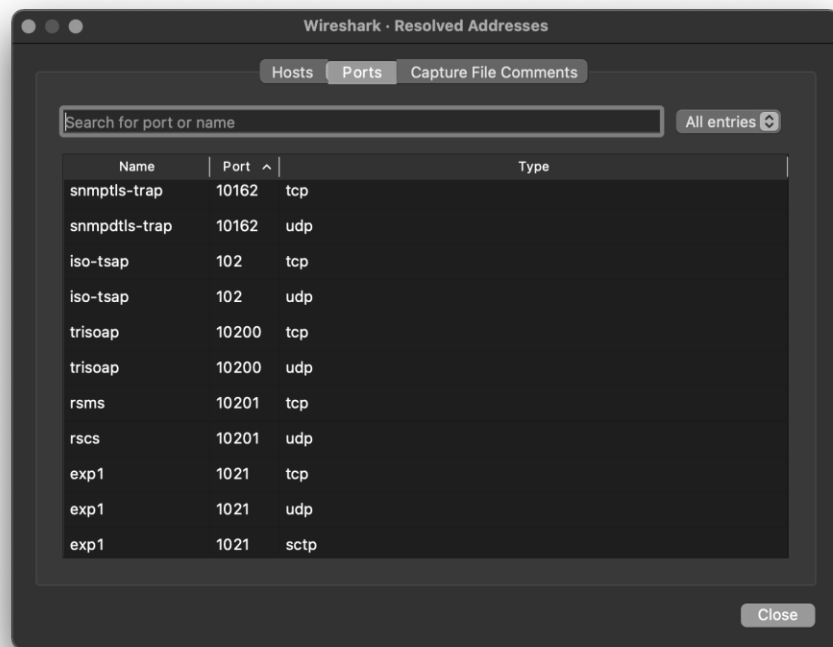 Wireshark · Resolved Addresses
Hosts Ports Capture File Comments
Search for port or name All entries
Name Port Type
snmptls-trap 10162 tcp
snmpdtls-trap 10162 udp
iso-tsap 102 tcp
iso-tsap 102 udp
trisoap 10200 tcp
trisoap 10200 udp
rsms 10201 tcp
rscs 10201 udp
exp1 1021 tcp
exp1 1021 udp
exp1 1021 sctp
Close